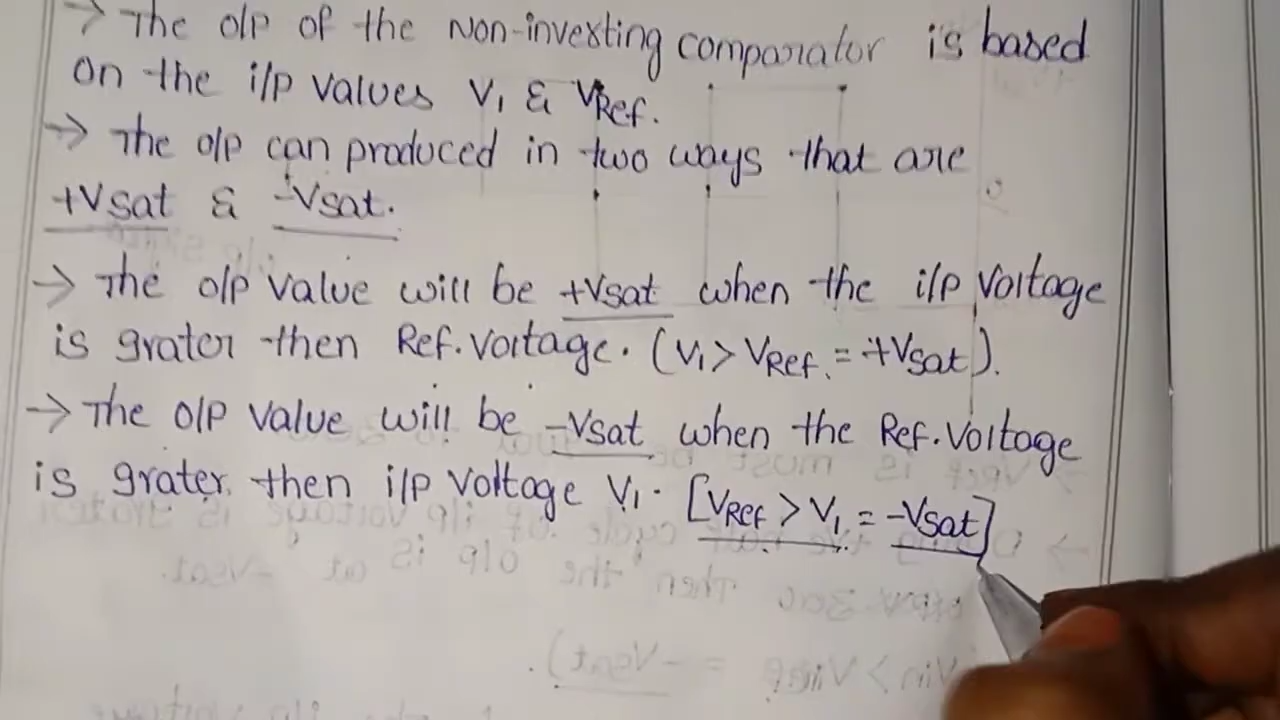 → The o/p of the Non-inverting comparator is based
on the i/p values V1 & VRef.
→ The o/p can produced in two ways that are
+Vsat & -Vsat.
→ The o/p value will be +Vsat when the i/p Voltage
is grater then Ref. Voltage. (V1 > VRef. = +Vsat).
→ The O/P Value will be -Vsat when the Ref. Voltage
is grater then i/p Voltage V1. [VRef > V1 = -Vsat]